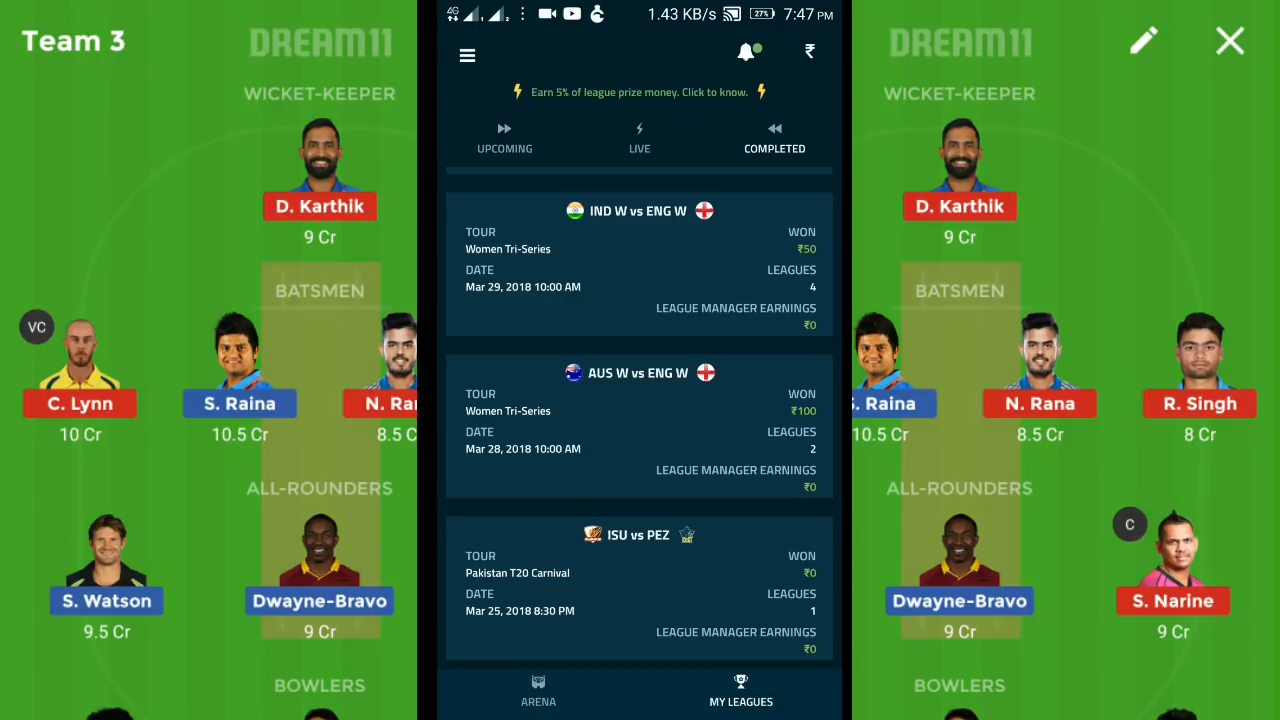 Team 3
DREAM11
WICKET-KEEPER
D. Karthik
9 Cr
BATSMEN
VC
C. Lynn
10 Cr
S. Raina
10.5 Cr
N. Ra
8.5 C
ALL-ROUNDERS
S. Watson
9.5 Cr
Dwayne-Bravo
9 Cr
BOWLERS
4G 1 2 1.43 KB/s 27% 7:47 PM
₹
Earn 5% of league prize money. Click to know.
UPCOMING LIVE COMPLETED
IND W vs ENG W
TOUR WON
Women Tri-Series ₹50
DATE LEAGUES
Mar 29, 2018 10:00 AM 4
LEAGUE MANAGER EARNINGS
₹0
AUS W vs ENG W
TOUR WON
Women Tri-Series ₹100
DATE LEAGUES
Mar 28, 2018 10:00 AM 2
LEAGUE MANAGER EARNINGS
₹0
ISU vs PEZ
TOUR WON
Pakistan T20 Carnival ₹0
DATE LEAGUES
Mar 25, 2018 8:30 PM 1
LEAGUE MANAGER EARNINGS
₹0
ARENA MY LEAGUES
DREAM11
WICKET-KEEPER
D. Karthik
9 Cr
BATSMEN
S. Raina
10.5 Cr
N. Rana
8.5 Cr
R. Singh
8 Cr
ALL-ROUNDERS
Dwayne-Bravo
9 Cr
C
S. Narine
9 Cr
BOWLERS